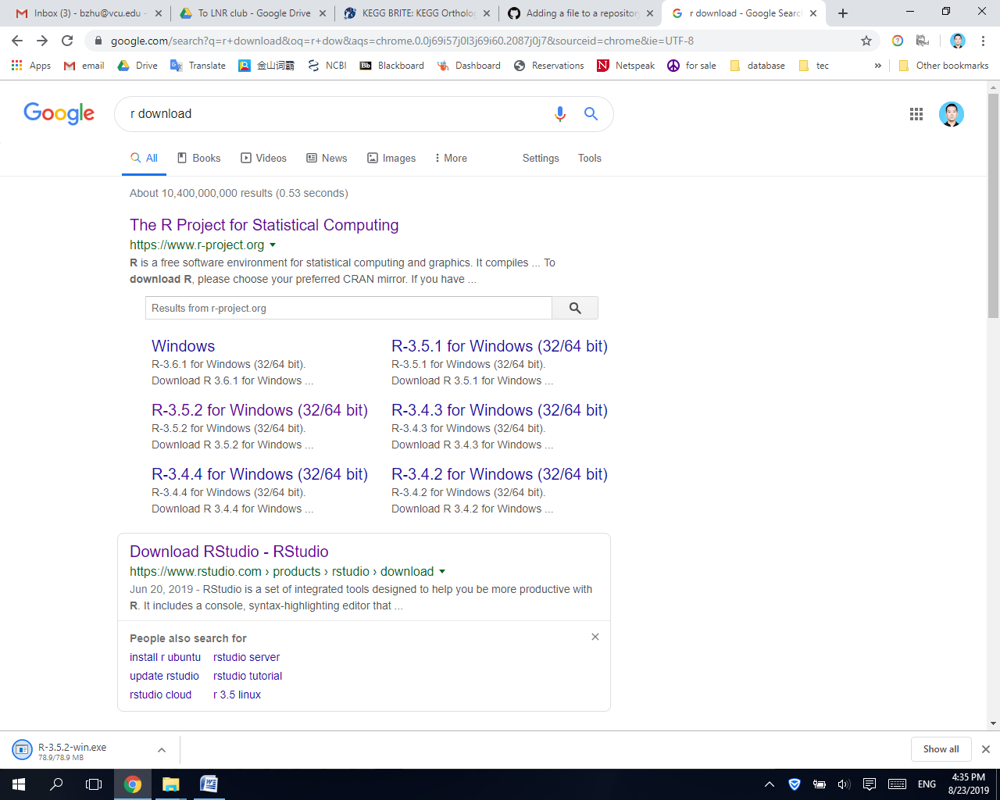 Inbox (3) - bzhu@vcu.edu -
To LNR club - Google Drive
KEGG BRITE: KEGG Ortholog
Adding a file to a repository
r download - Google Search
google.com/search?q=r+download&oq=r+dow&aqs=chrome.0.0j69i57j0l3j69i60.2087j0j7&sourceid=chrome&ie=UTF-8
Apps
email
Drive
Translate
金山词霸
NCBI
Bb Blackboard
Dashboard
Reservations
N Netspeak
for sale
database
tec
»
Other bookmarks
Google
r download
All
Books
Videos
News
Images
More
Settings
Tools
About 10,400,000,000 results (0.53 seconds)
The R Project for Statistical Computing
https://www.r-project.org
R is a free software environment for statistical computing and graphics. It compiles ... To
download R, please choose your preferred CRAN mirror. If you have ...
Results from r-project.org
Windows
R-3.6.1 for Windows (32/64 bit).
Download R 3.6.1 for Windows ...
R-3.5.1 for Windows (32/64 bit)
R-3.5.1 for Windows (32/64 bit).
Download R 3.5.1 for Windows ...
R-3.5.2 for Windows (32/64 bit)
R-3.5.2 for Windows (32/64 bit).
Download R 3.5.2 for Windows ...
R-3.4.3 for Windows (32/64 bit)
R-3.4.3 for Windows (32/64 bit).
Download R 3.4.3 for Windows ...
R-3.4.4 for Windows (32/64 bit)
R-3.4.4 for Windows (32/64 bit).
Download R 3.4.4 for Windows ...
R-3.4.2 for Windows (32/64 bit)
R-3.4.2 for Windows (32/64 bit).
Download R 3.4.2 for Windows ...
Download RStudio - RStudio
https://www.rstudio.com › products › rstudio › download
Jun 20, 2019 - RStudio is a set of integrated tools designed to help you be more productive with
R. It includes a console, syntax-highlighting editor that ...
People also search for
install r ubuntu
rstudio server
update rstudio
rstudio tutorial
rstudio cloud
r 3.5 linux
R-3.5.2-win.exe
78.9/78.9 MB
Show all
ENG
4:35 PM
8/23/2019